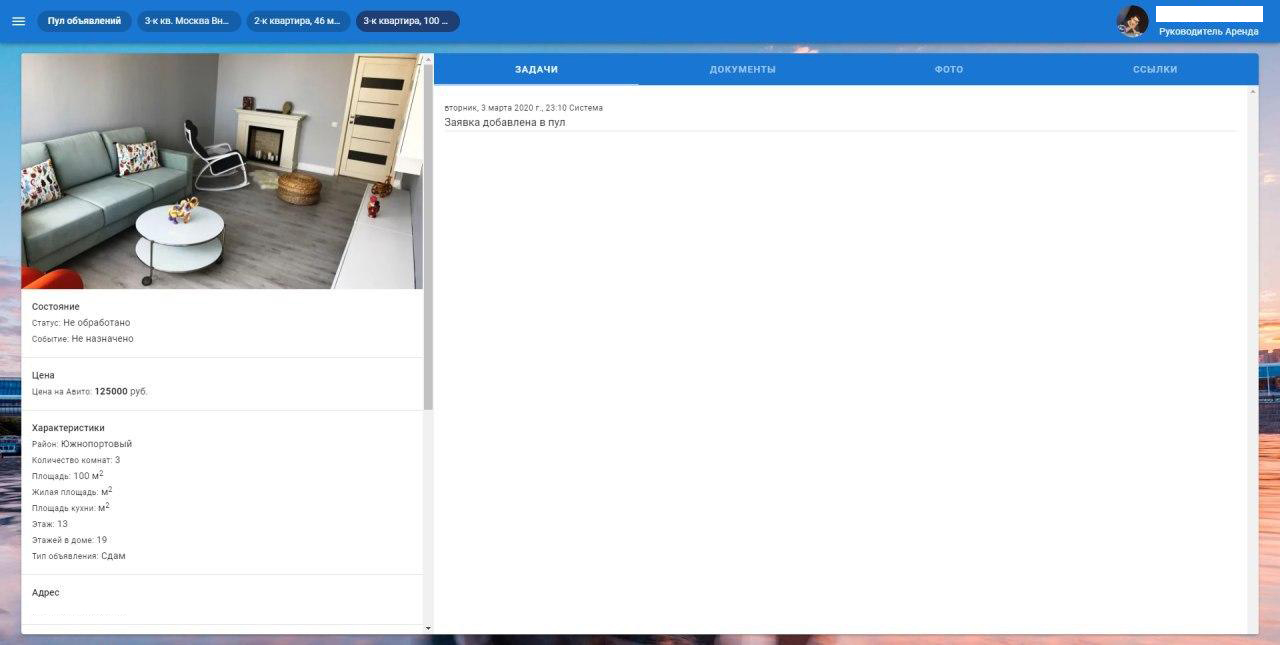 Пул объявлений
3-к кв. Москва Вн...
2-к квартира, 46 м...
3-к квартира, 100 ...
Руководитель Аренда
ЗАДАЧИ
ДОКУМЕНТЫ
ФОТО
ССЫЛКИ
вторник, 3 марта 2020 г., 23:10 Система
Заявка добавлена в пул
Состояние
Статус: Не обработано
Событие: Не назначено
Цена
Цена на Авито: 125000 руб.
Характеристики
Район: Южнопортовый
Количество комнат: 3
Площадь: 100 м²
Жилая площадь: м²
Площадь кухни: м²
Этаж: 13
Этажей в доме: 19
Тип объявления: Сдам
Адрес